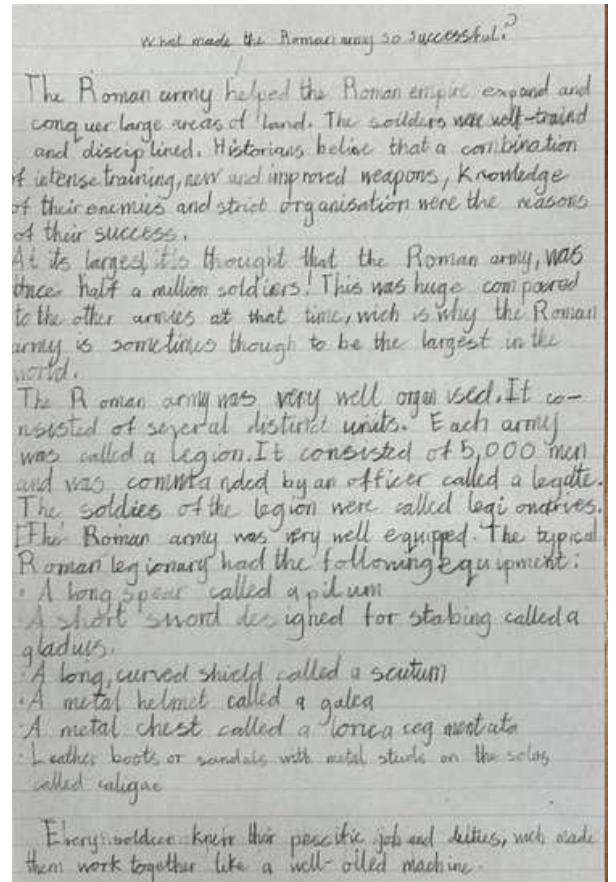 What made the Roman army so successful?
The Roman army helped the Roman empire expand and
conquer large areas of land. The soilders were well-traind
and disciplined. Historians belive that a combination
of intense training, new and improved weapons, knowledge
of their enemies and strict organisation were the reasons
of their success.
At its largest, it is thought that the Roman army, was
once half a million soldiers! This was huge compared
to the other armies at that time, wich is why the Roman
army is sometimes though to be the largest in the
world.
The Roman army was very well organised. It co-
nsisted of several distinct units. Each army
was called a legion. It consisted of 5,000 men
and was commanded by an officer called a legate.
The soldies of the legion were called legionaries.
[The Roman army was very well equipped. The typical
Roman legionary had the following equipment:
· A long spear called a pilum
· A short sword designed for stabing called a
gladuis.
· A long, curved shield called a scutum
· A metal helmet called a galea
· A metal chest called a lorica segmentata
· Leather boots or sandals with metal studs on the soles
called caligae
Every soldier knew their pescific job and duties, wich made
them work together like a well-oiled machine.